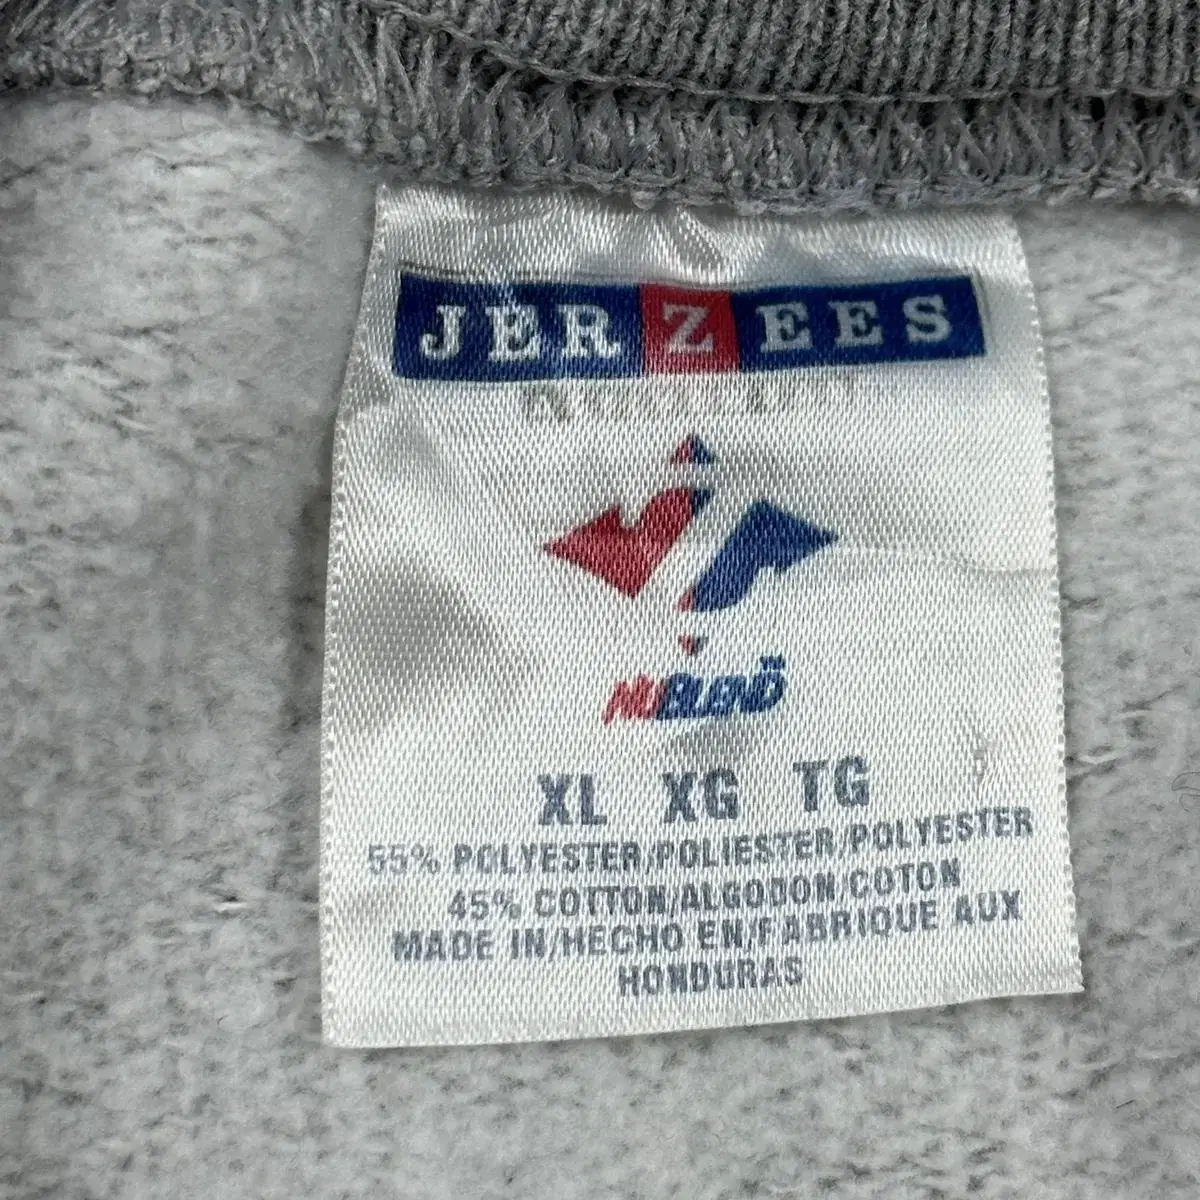 JERZEES
NUBLEND™
XL XG TG
55% POLYESTER/POLIESTER/POLYESTER
45% COTTON/ALGODON/COTON
MADE IN/HECHO EN/FABRIQUE AUX
HONDURAS